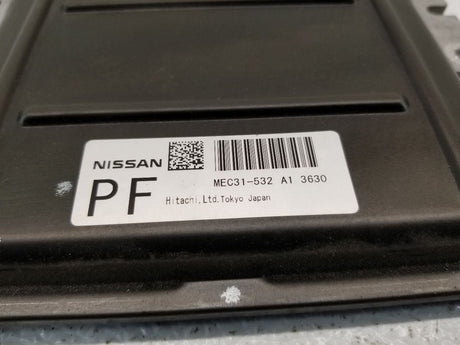 NISSAN
MEC31-532 A1 3630
PF
Hitachi,Ltd.Tokyo Japan